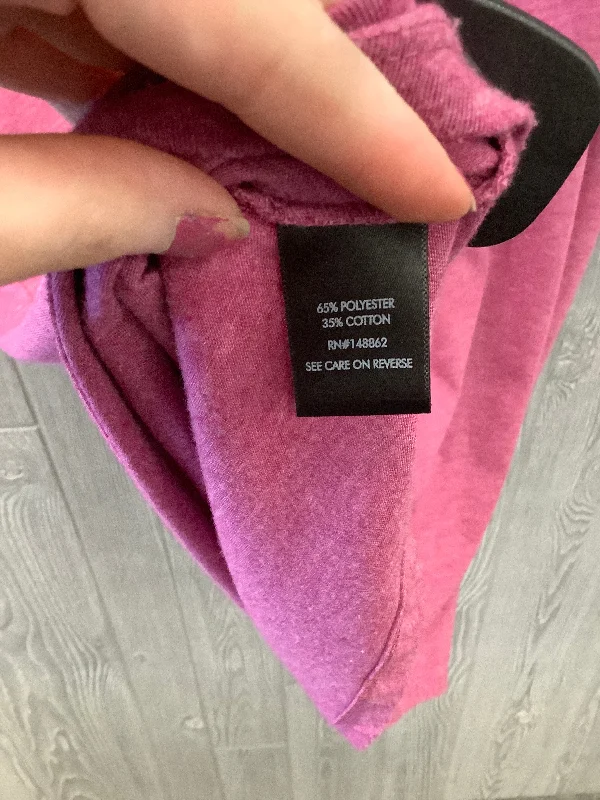 65% POLYESTER
35% COTTON
RN#148862
SEE CARE ON REVERSE